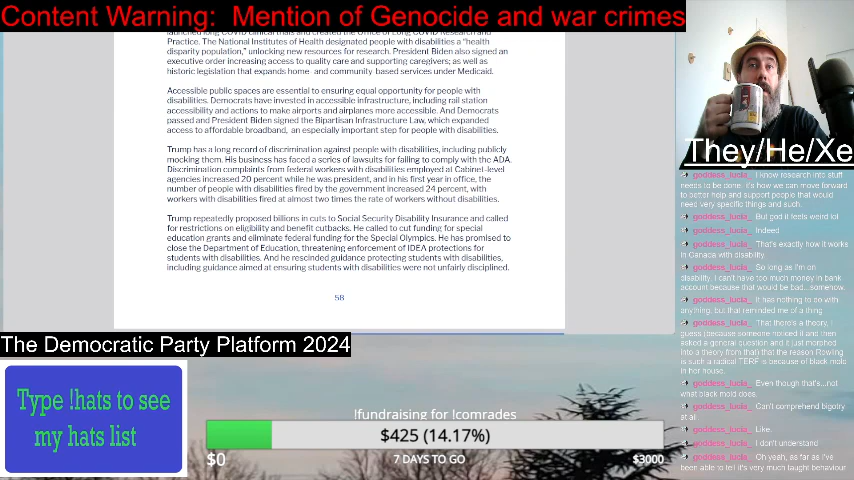 Content Warning:  Mention of Genocide and war crimes
launched long COVID clinical trials and created the Office of Long COVID Research and
Practice. The National Institutes of Health designated people with disabilities a "health
disparity population," unlocking new resources for research. President Biden also signed an
executive order increasing access to quality care and supporting caregivers; as well as
historic legislation that expands home and community based services under Medicaid.
Accessible public spaces are essential to ensuring equal opportunity for people with
disabilities. Democrats have invested in accessible infrastructure, including rail station
accessibility and actions to make airports and airplanes more accessible. And Democrats
passed and President Biden signed the Bipartisan Infrastructure Law, which expanded
access to affordable broadband, an especially important step for people with disabilities.
Trump has a long record of discrimination against people with disabilities, including publicly
mocking them. His business has faced a series of lawsuits for failing to comply with the ADA.
Discrimination complaints from federal workers with disabilities employed at Cabinet-level
agencies increased 20 percent while he was president, and in his first year in office, the
number of people with disabilities fired by the government increased 24 percent, with
workers with disabilities fired at almost two times the rate of workers without disabilities.
Trump repeatedly proposed billions in cuts to Social Security Disability Insurance and called
for restrictions on eligibility and benefit cutbacks. He called to cut funding for special
education grants and eliminate federal funding for the Special Olympics. He has promised to
close the Department of Education, threatening enforcement of IDEA protections for
students with disabilities. And he rescinded guidance protecting students with disabilities,
including guidance aimed at ensuring students with disabilities were not unfairly disciplined.
58
The Democratic Party Platform 2024
Type !hats to see
my hats list
!fundraising for !comrades
$425 (14.17%)
$0
7 DAYS TO GO
$3000
They/He/Xe
goddess_lucia_: I know research into stuff
needs to be done, it's how we can move forward
to better help and support people that would
need very specific things and such.
goddess_lucia_: But god it feels weird lol
goddess_lucia_: Indeed
goddess_lucia_: That's exactly how it works
in Canada with disability.
goddess_lucia_: So long as I'm on
disability, I can't have too much money in bank
account because that would be bad...somehow.
goddess_lucia_: It has nothing to do with
anything, but that reminded me of a thing
goddess_lucia_: That there's a theory, I
guess (because someone noticed it and then
asked a general question and it just morphed
into a theory from that) that the reason Rowling
is such a radical TERF is because of black mold
in her house.
goddess_lucia_: Even though that's...not
what black mold does.
goddess_lucia_: Can't comprehend bigotry
at all
goddess_lucia_: Like.
goddess_lucia_: I don't understand
goddess_lucia_: Oh yeah, as far as I've
been able to tell it's very much taught behaviour